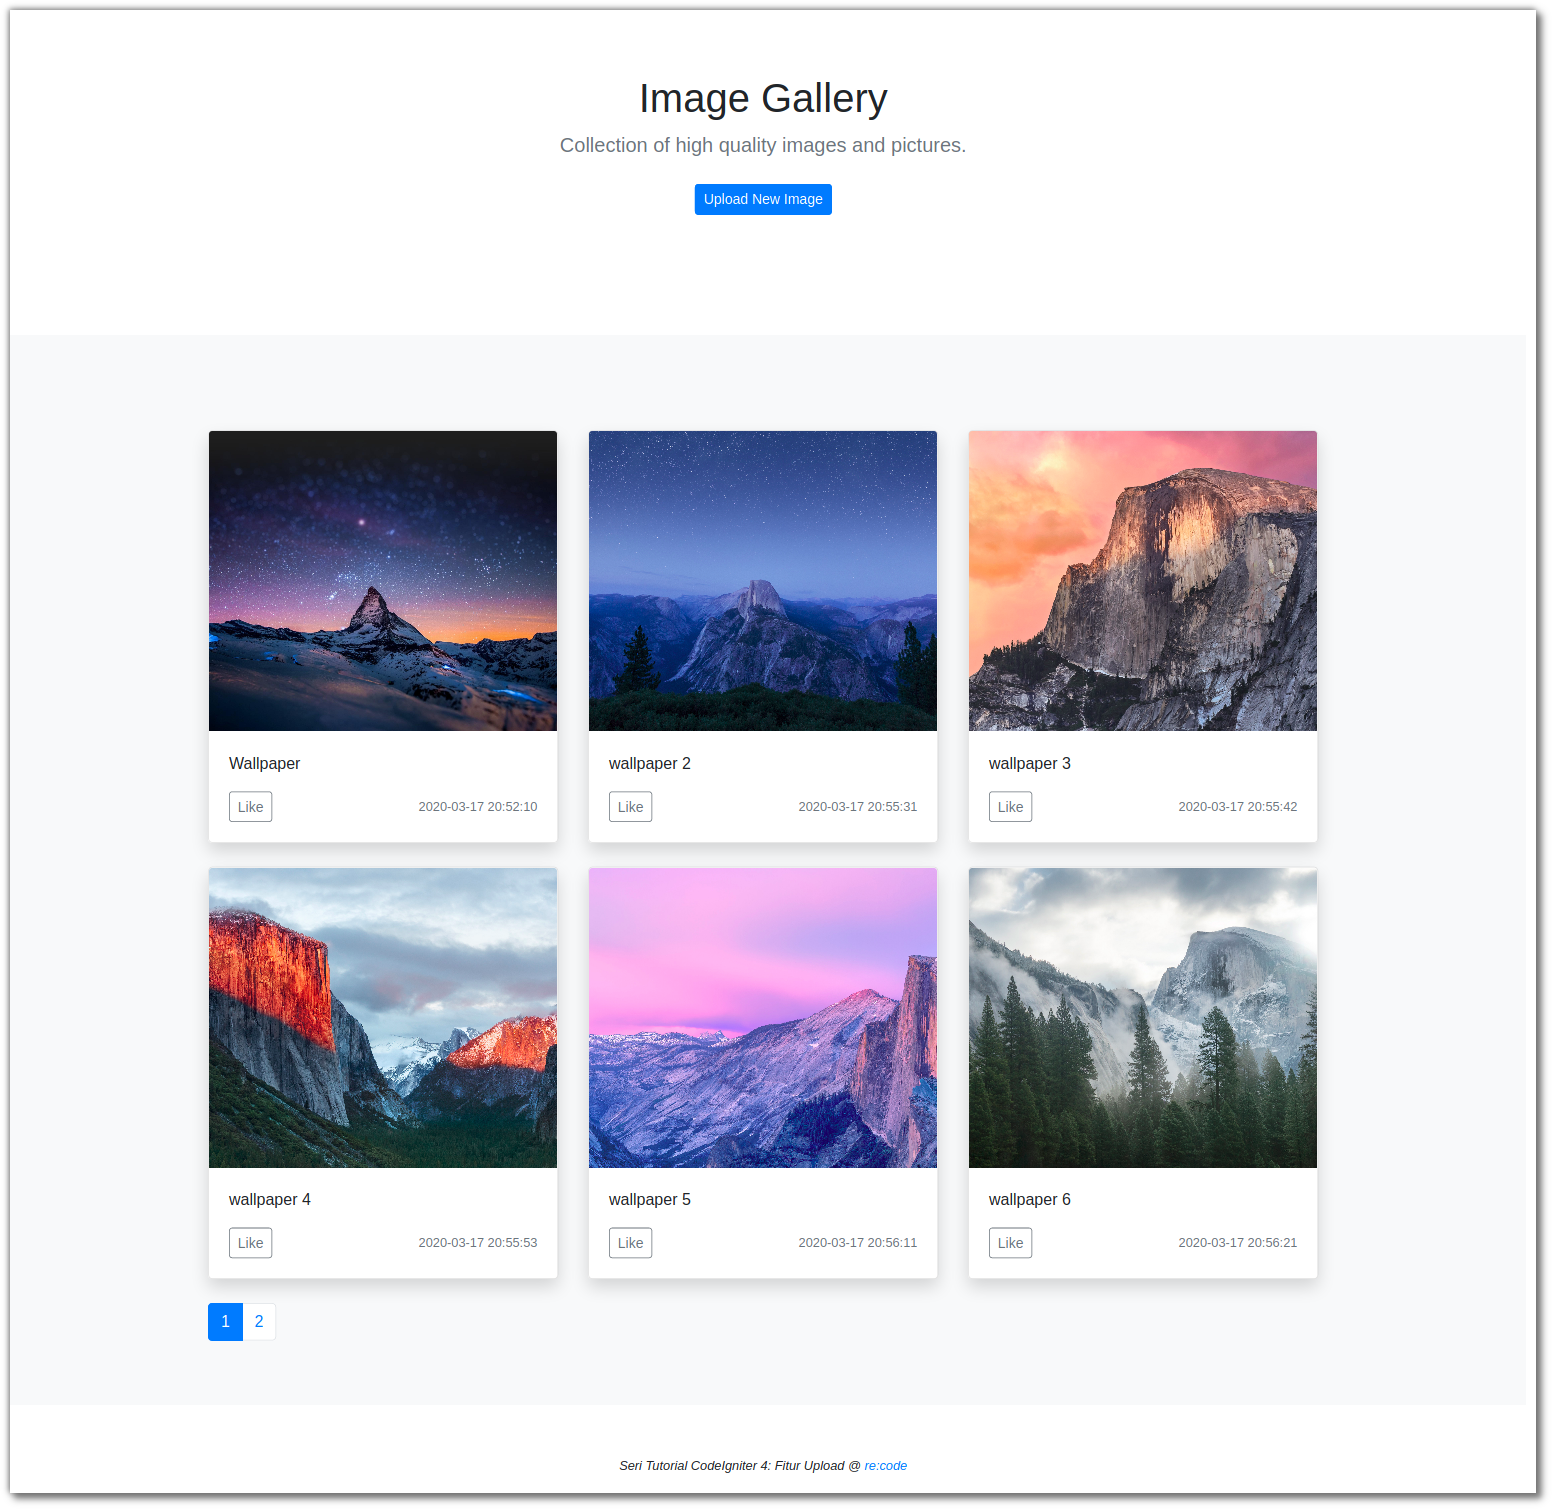 Image Gallery
Collection of high quality images and pictures.
Upload New Image
Wallpaper
Like 2020-03-17 20:52:10
wallpaper 2
Like 2020-03-17 20:55:31
wallpaper 3
Like 2020-03-17 20:55:42
wallpaper 4
Like 2020-03-17 20:55:53
wallpaper 5
Like 2020-03-17 20:56:11
wallpaper 6
Like 2020-03-17 20:56:21
1 2
Seri Tutorial CodeIgniter 4: Fitur Upload @ re:code